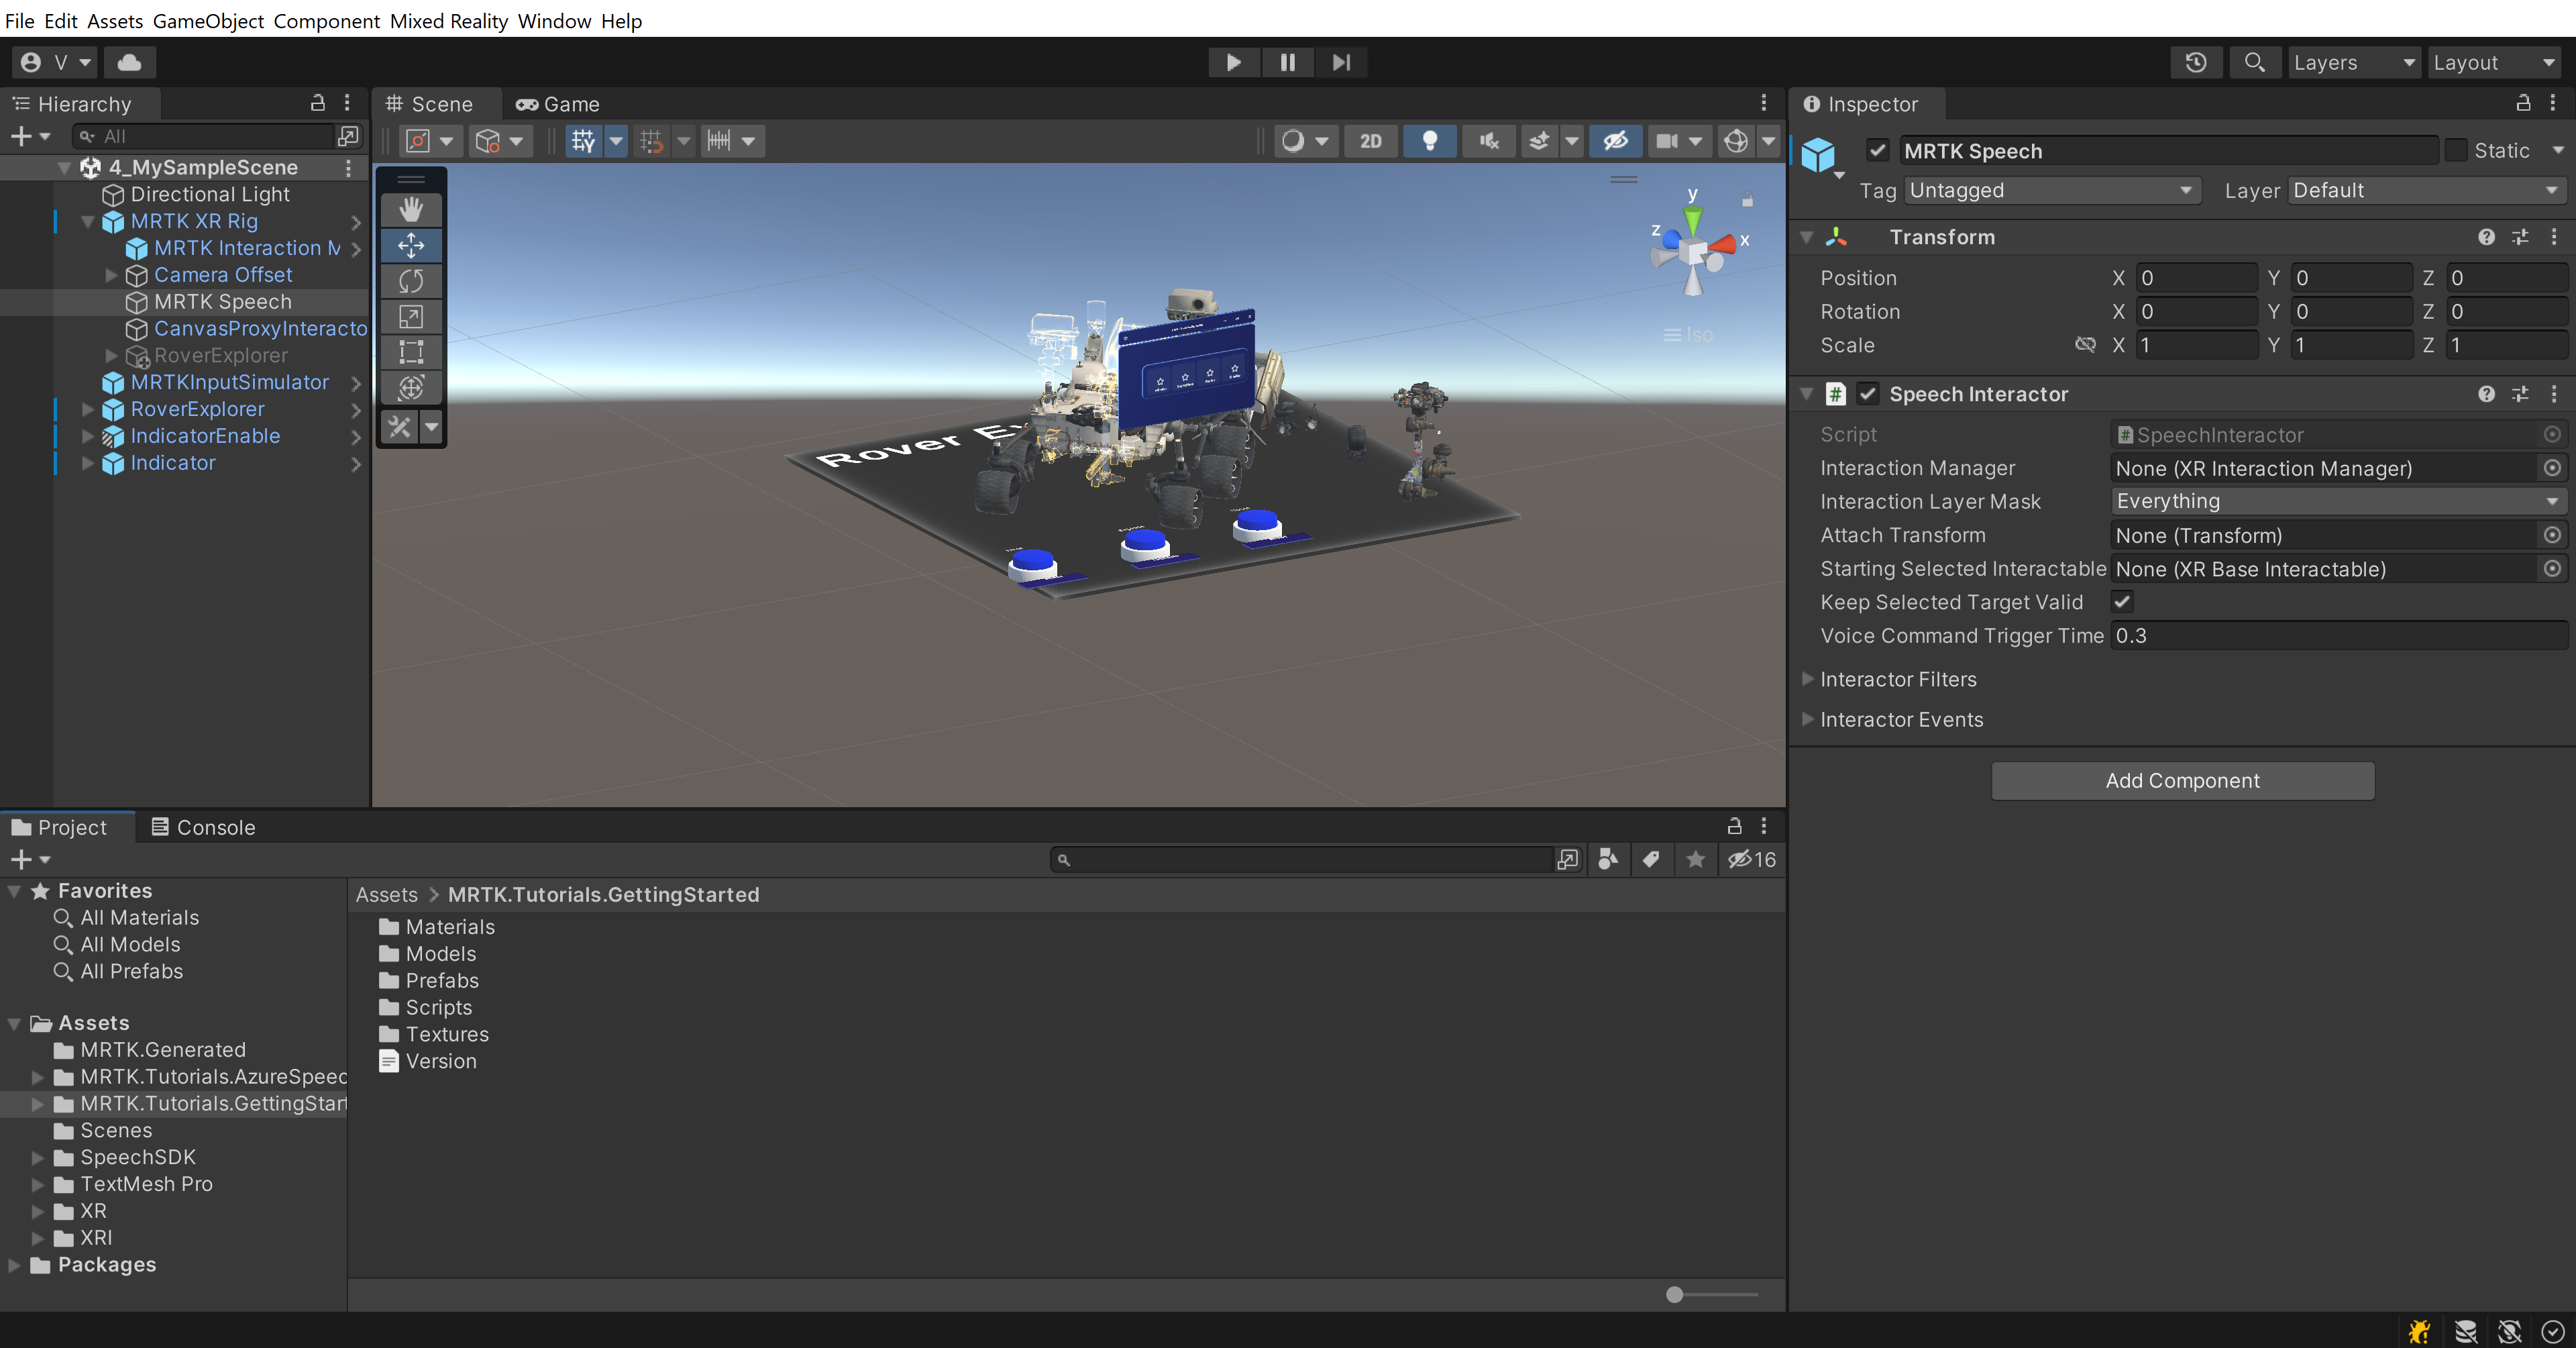 File Edit Assets GameObject Component Mixed Reality Window Help
V
Layers
Layout
Hierarchy
All
4_MySampleScene
Directional Light
MRTK XR Rig
MRTK Interaction M
Camera Offset
MRTK Speech
CanvasProxyInteracto
RoverExplorer
MRTKInputSimulator
RoverExplorer
IndicatorEnable
Indicator
Scene
Game
2D
y
z
x
Iso
Rover E
Inspector
MRTK Speech
Static
Tag Untagged
Layer Default
Transform
Position X 0 Y 0 Z 0
Rotation X 0 Y 0 Z 0
Scale X 1 Y 1 Z 1
# Speech Interactor
Script # SpeechInteractor
Interaction Manager None (XR Interaction Manager)
Interaction Layer Mask Everything
Attach Transform None (Transform)
Starting Selected Interactable None (XR Base Interactable)
Keep Selected Target Valid
Voice Command Trigger Time 0.3
Interactor Filters
Interactor Events
Add Component
Project
Console
16
Favorites
All Materials
All Models
All Prefabs
Assets
MRTK.Generated
MRTK.Tutorials.AzureSpeec
MRTK.Tutorials.GettingStart
Scenes
SpeechSDK
TextMesh Pro
XR
XRI
Packages
Assets > MRTK.Tutorials.GettingStarted
Materials
Models
Prefabs
Scripts
Textures
Version